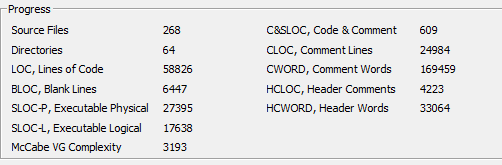 Progress
Source Files 268 C&SLOC, Code & Comment 609
Directories 64 CLOC, Comment Lines 24984
LOC, Lines of Code 58826 CWORD, Comment Words 169459
BLOC, Blank Lines 6447 HCLOC, Header Comments 4223
SLOC-P, Executable Physical 27395 HCWORD, Header Words 33064
SLOC-L, Executable Logical 17638
McCabe VG Complexity 3193